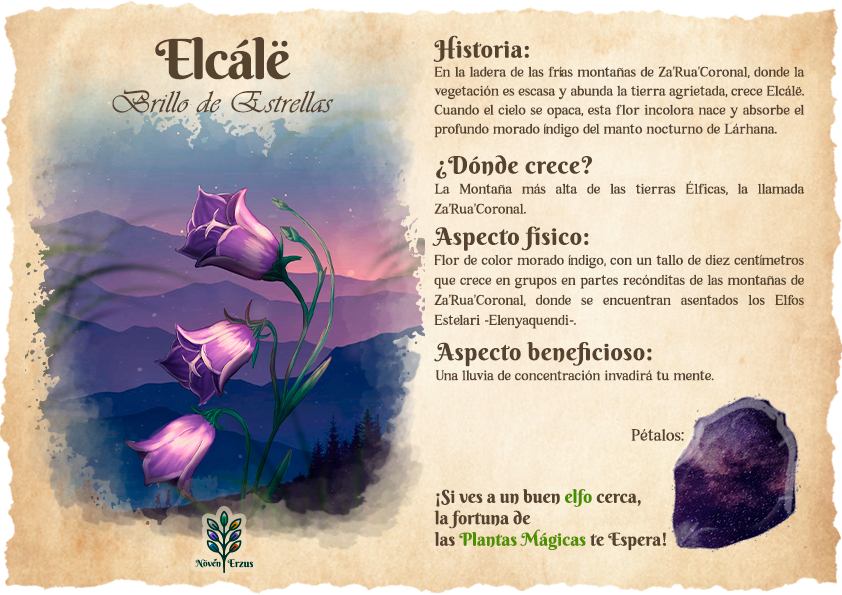 Elcálë
Brillo de Estrellas
Historia:
En la ladera de las frías montañas de Za'Rua'Coronal, donde la
vegetación es escasa y abunda la tierra agrietada, crece Elcálë.
Cuando el cielo se opaca, esta flor incolora nace y absorbe el
profundo morado índigo del manto nocturno de Lárhana.
¿Dónde crece?
La Montaña más alta de las tierras Élficas, la llamada
Za'Rua'Coronal.
Aspecto físico:
Flor de color morado índigo, con un tallo de diez centímetros
que crece en grupos en partes recónditas de las montañas de
Za'Rua'Coronal, donde se encuentran asentados los Elfos
Estelari -Elenyaquendi-.
Aspecto beneficioso:
Una lluvia de concentración invadirá tu mente.
Pétalos:
¡Si ves a un buen elfo cerca,
la fortuna de
las Plantas Mágicas te Espera!
Növën Erzus